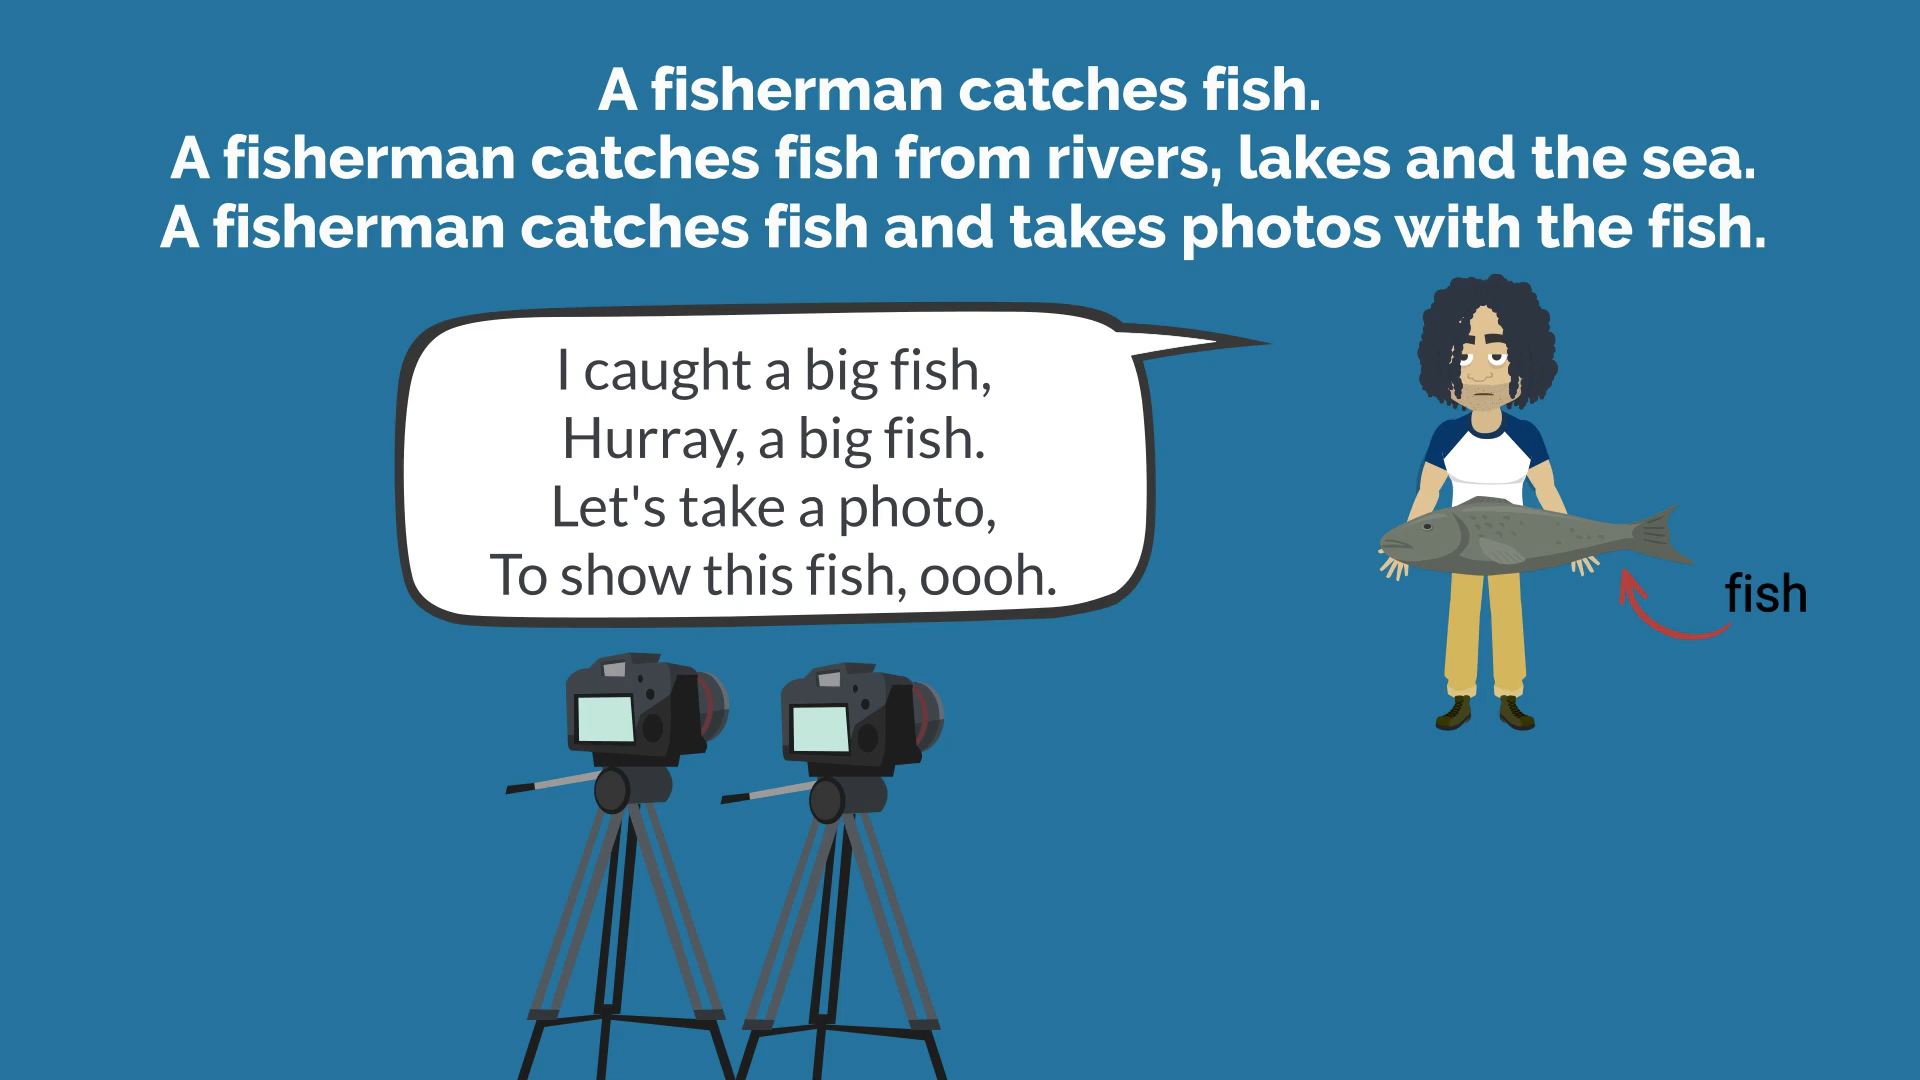 A fisherman catches fish.
A fisherman catches fish from rivers, lakes and the sea.
A fisherman catches fish and takes photos with the fish.
I caught a big fish,
Hurray, a big fish.
Let's take a photo,
To show this fish, oooh.
fish